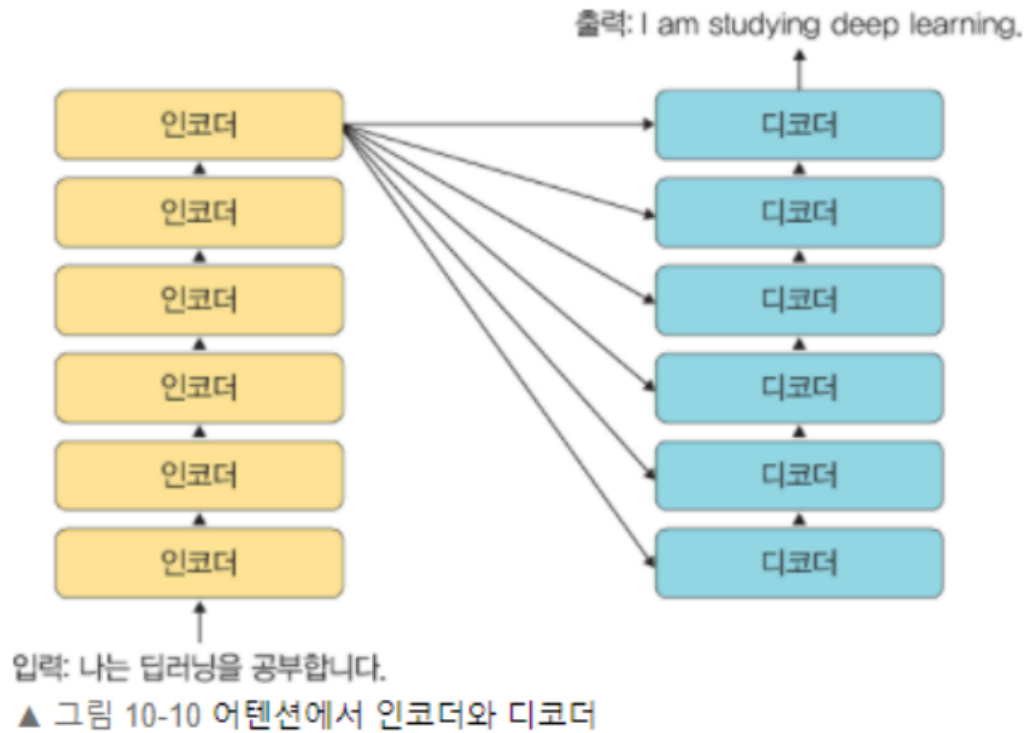 출력: I am studying deep learning.
인코더
인코더
인코더
인코더
인코더
인코더
디코더
디코더
디코더
디코더
디코더
디코더
입력: 나는 딥러닝을 공부합니다.
▲ 그림 10-10 어텐션에서 인코더와 디코더